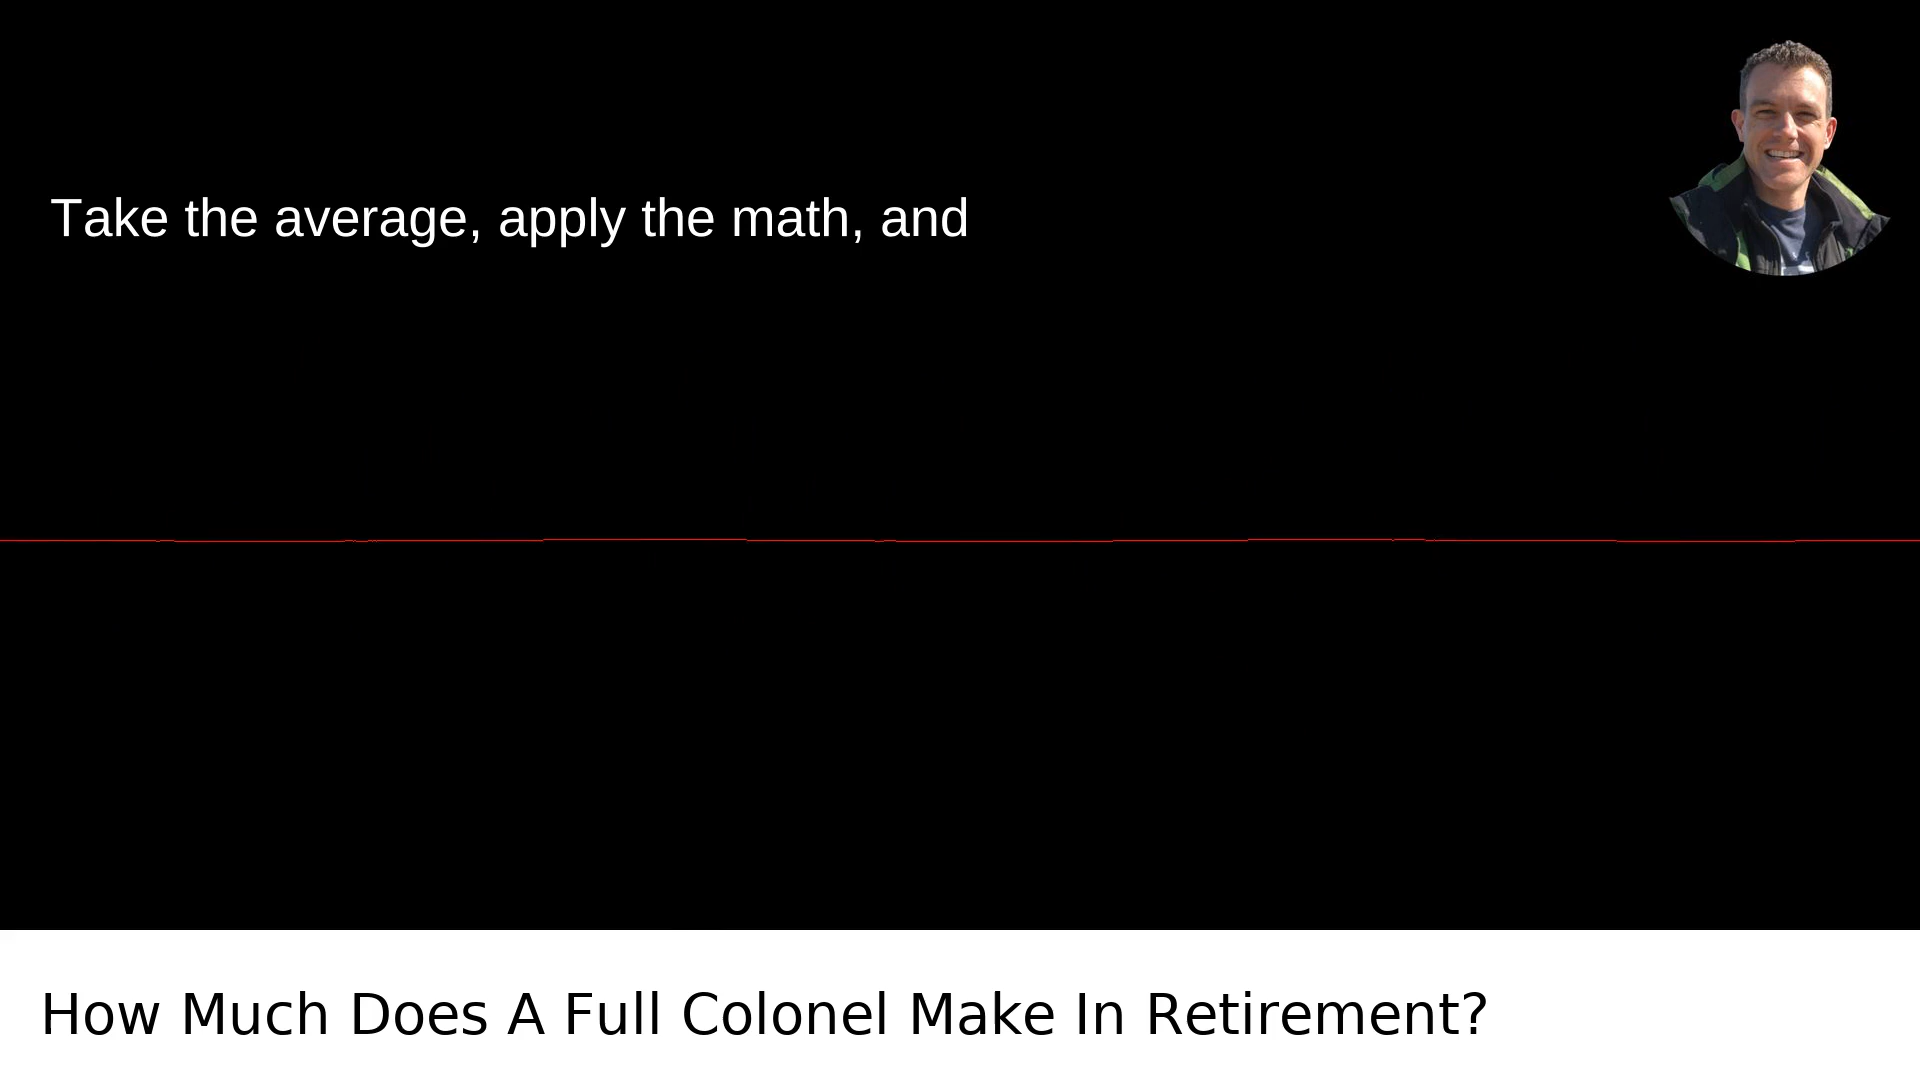 Take the average, apply the math, and
How Much Does A Full Colonel Make In Retirement?